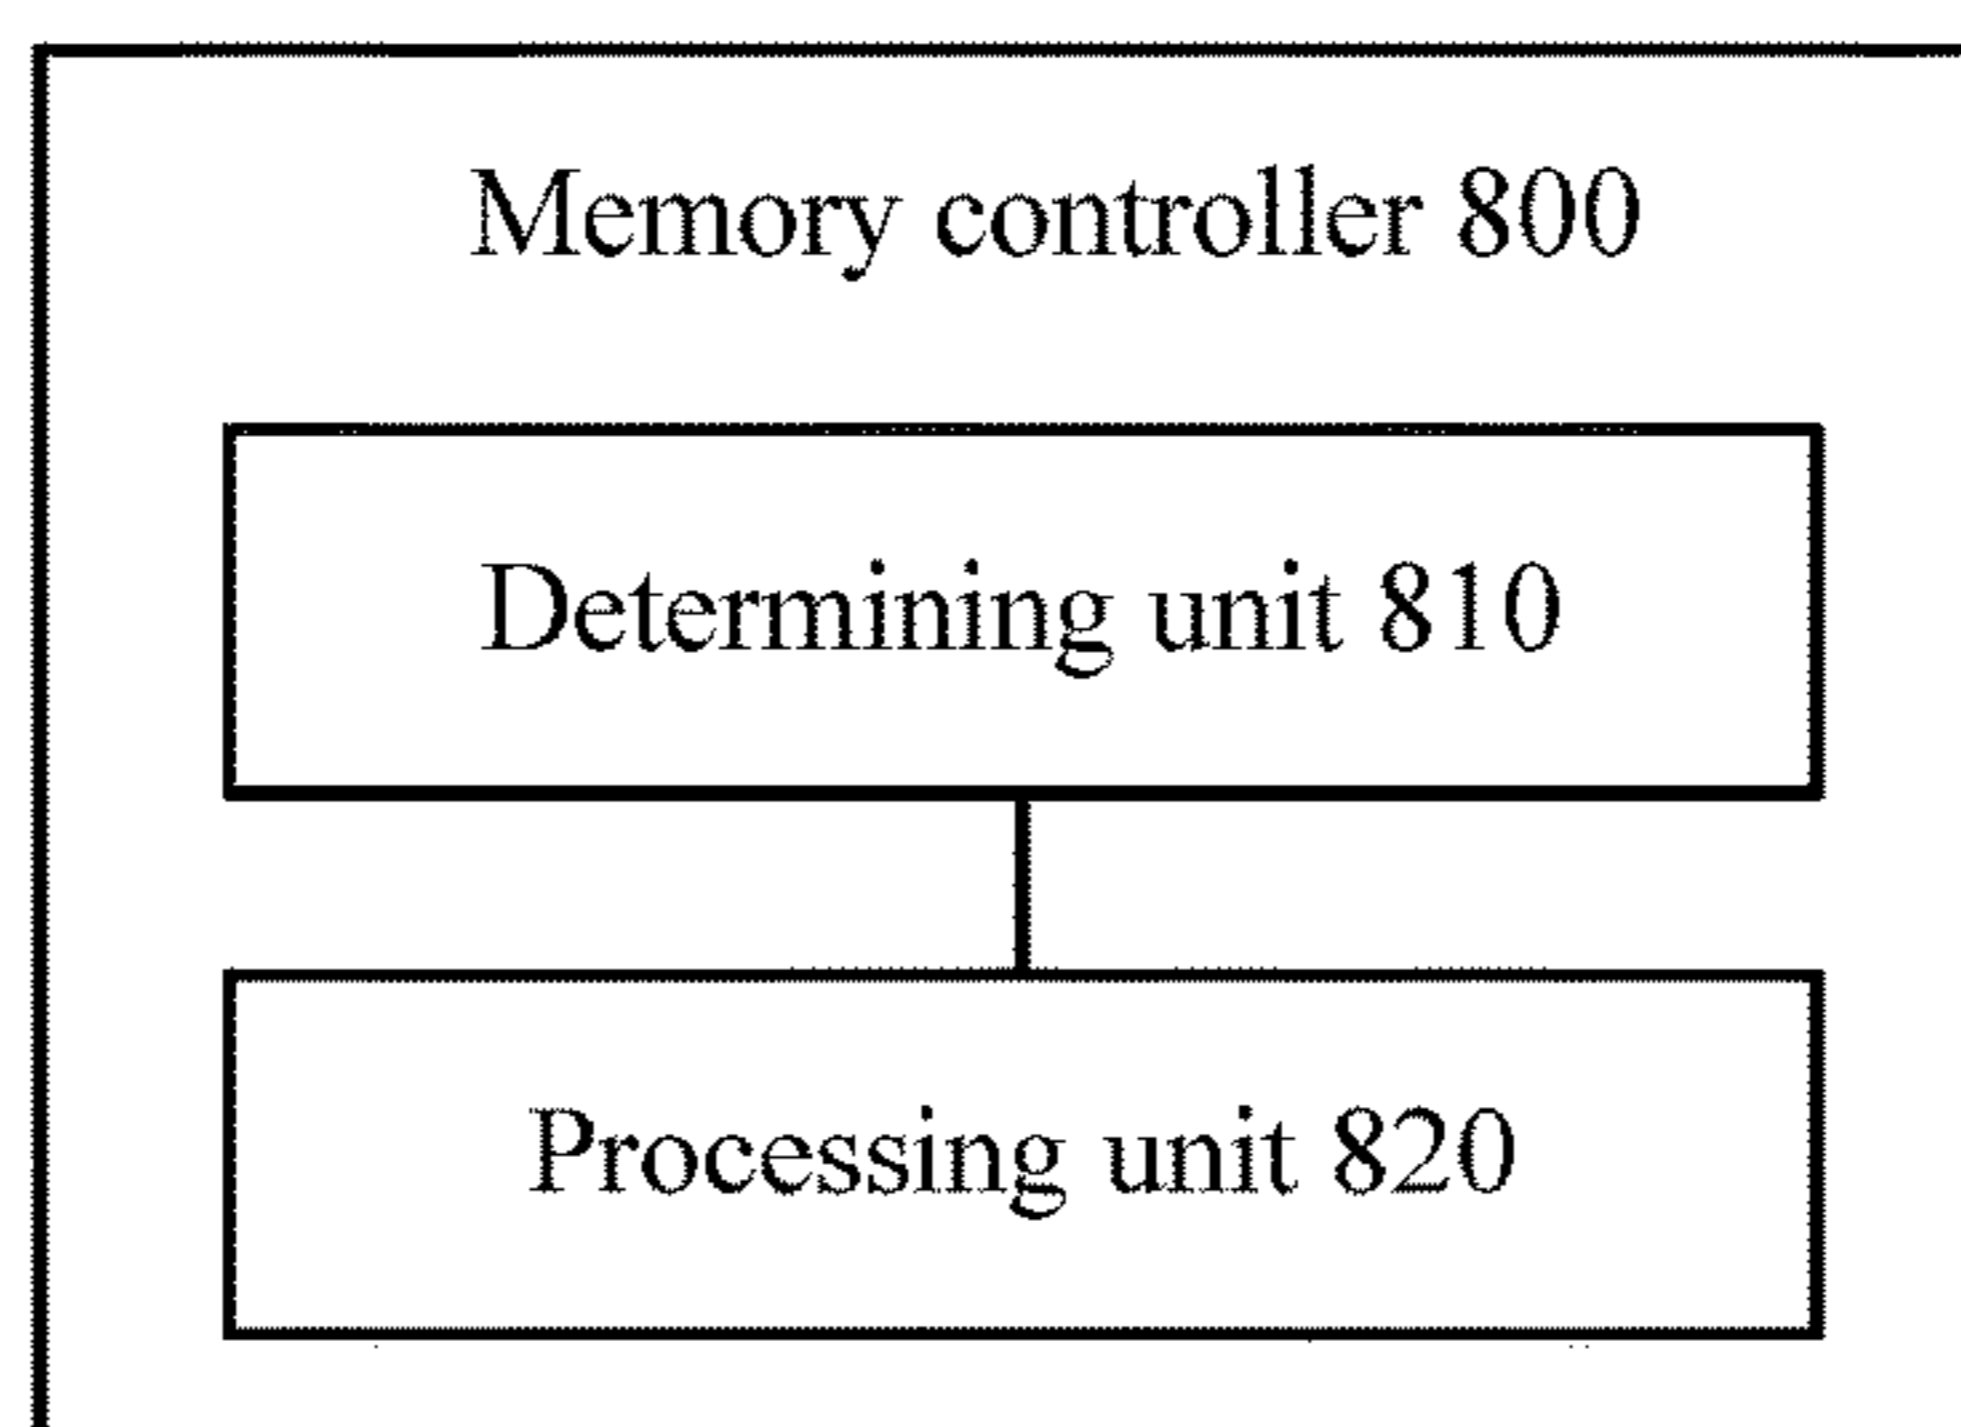 Memory controller 800
Determining unit 810
Processing unit 820